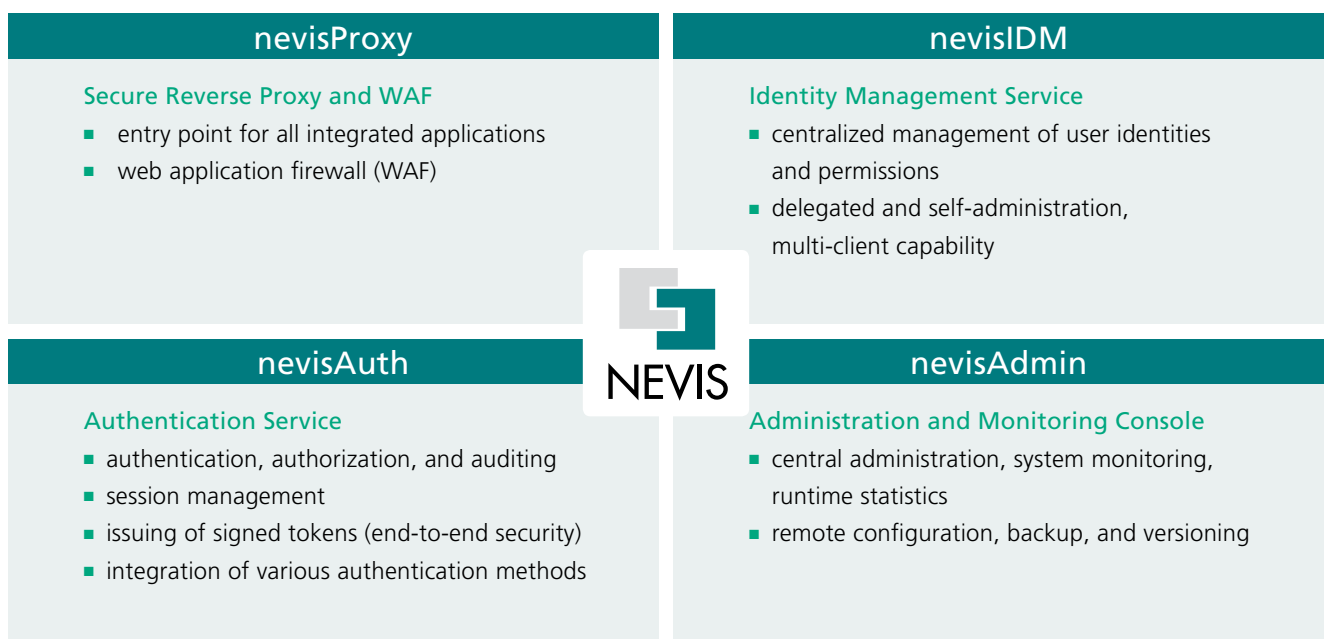 nevisProxy
Secure Reverse Proxy and WAF
■ entry point for all integrated applications
■ web application firewall (WAF)
nevisIDM
Identity Management Service
■ centralized management of user identities
and permissions
■ delegated and self-administration,
multi-client capability
NEVIS
nevisAuth
Authentication Service
■ authentication, authorization, and auditing
■ session management
■ issuing of signed tokens (end-to-end security)
■ integration of various authentication methods
nevisAdmin
Administration and Monitoring Console
■ central administration, system monitoring,
runtime statistics
■ remote configuration, backup, and versioning